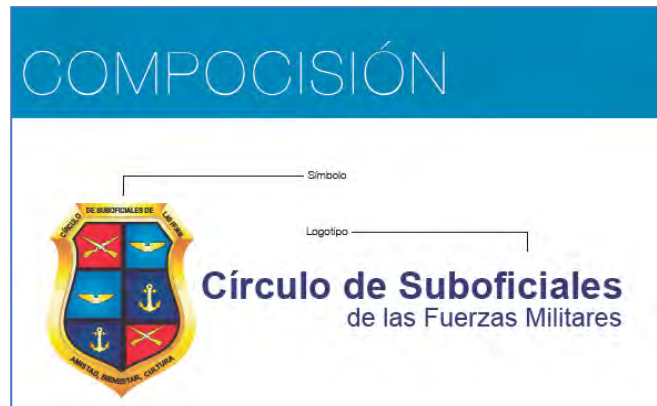 COMPOCISIÓN
Símbolo
CÍRCULO DE SUBOFICIALES DE LAS FF.MM.
Logotipo
Círculo de Suboficiales
de las Fuerzas Militares
AMISTAD, BIENESTAR, CULTURA